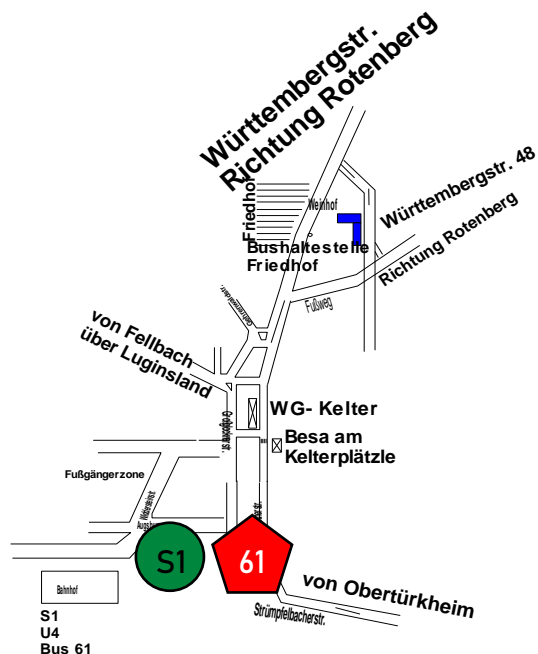 Württembergstr.
Richtung Rotenberg
Württembergstr. 48
Richtung Rotenberg
Friedhof
Weinhof
Bushaltestelle
Friedhof
Fußweg
von Fellbach
über Luginsland
WG- Kelter
Besa am
Kelterplätzle
Fußgängerzone
S1
61
von Obertürkheim
Strümpfelbacherstr.
Bahnhof
S1
U4
Bus 61